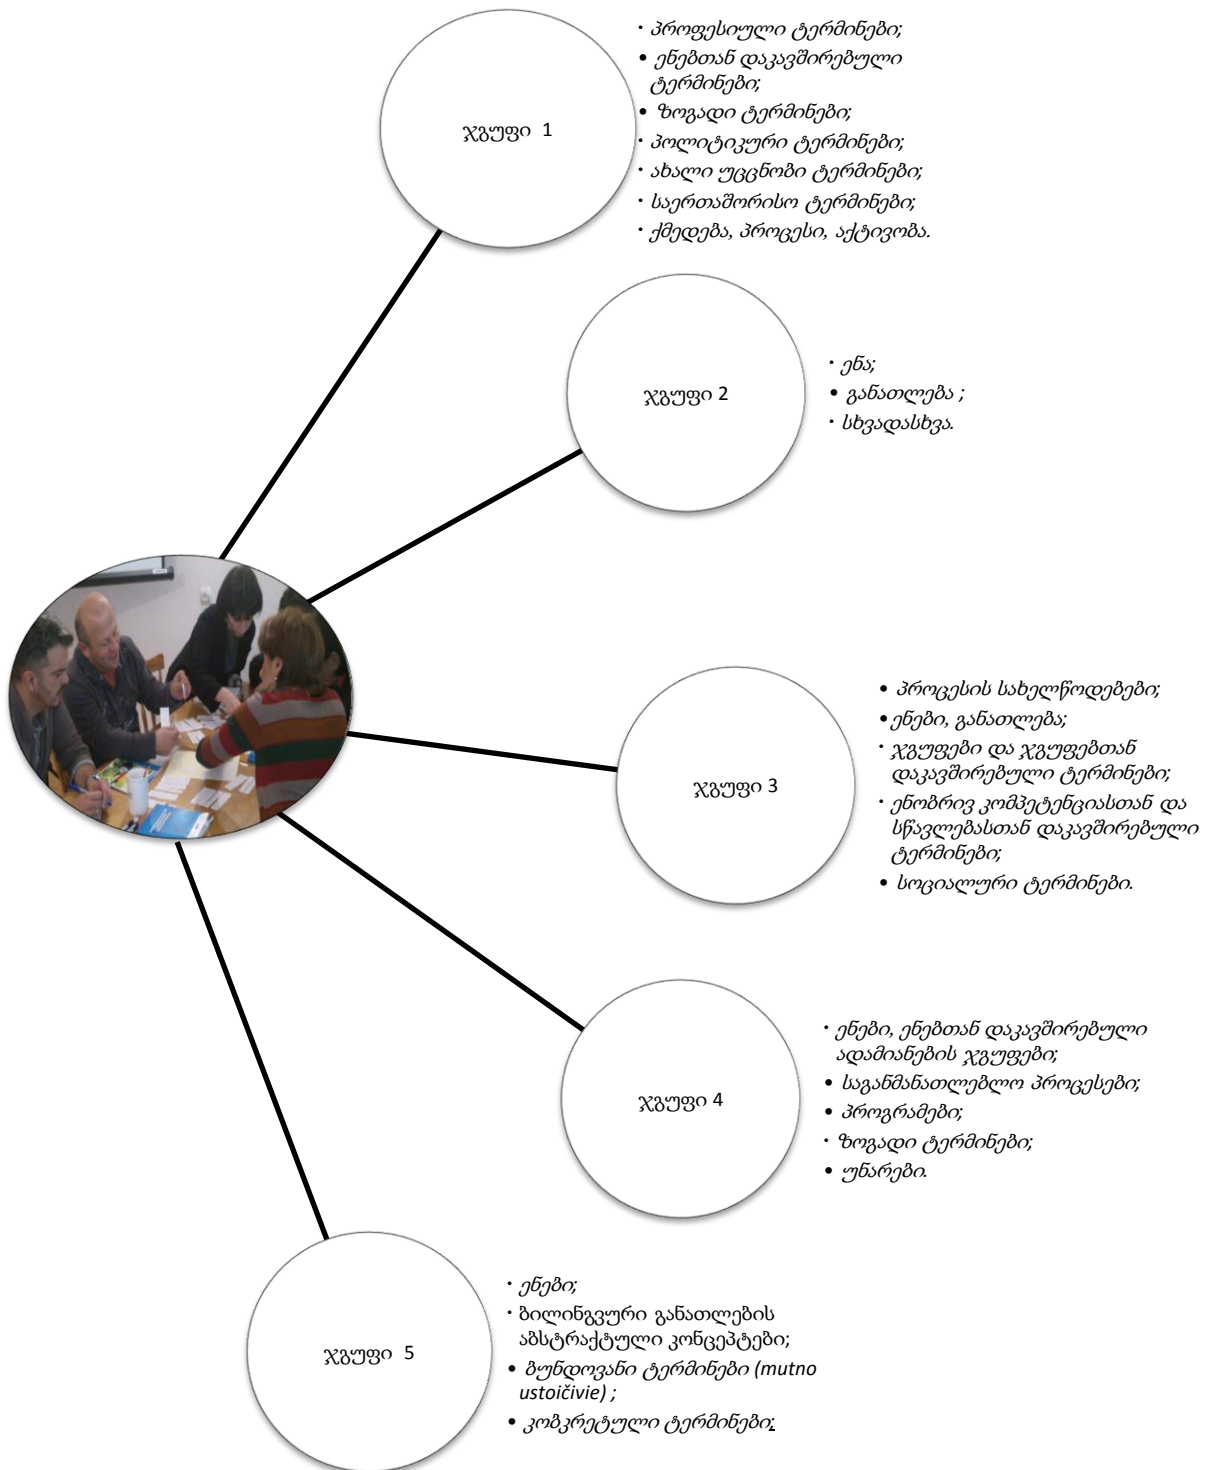 · პროფესიული ტერმინები;
• ენებთან დაკავშირებული
ტერმინები;
• ზოგადი ტერმინები;
· პოლიტიკური ტერმინები;
· ახალი უცცნობი ტერმინები;
· საერთაშორისო ტერმინები;
· ქმედება, პროცესი, აქტივობა.
ჯგუფი 1
ჯგუფი 2
· ენა;
• განათლება ;
· სხვადასხვა.
• პროცესის სახელწოდებები;
• ენები, განათლება;
· ჯგუფები და ჯგუფებთან
დაკავშირებული ტერმინები;
· ენობრივ კომპეტენციასთან და
სწავლებასთან დაკავშირებული
ტერმინები;
• სოციალური ტერმინები.
ჯგუფი 3
· ენები, ენებთან დაკავშირებული
ადამიანების ჯგუფები;
• საგანმანათლებლო პროცესები;
• პროგრამები;
· ზოგადი ტერმინები;
• უნარები.
ჯგუფი 4
· ენები;
· ბილინგვური განათლების
აბსტრაქტული კონცეპტები;
• ბუნდოვანი ტერმინები (mutno
ustoičivie) ;
• კობკრეტული ტერმინები;
ჯგუფი 5